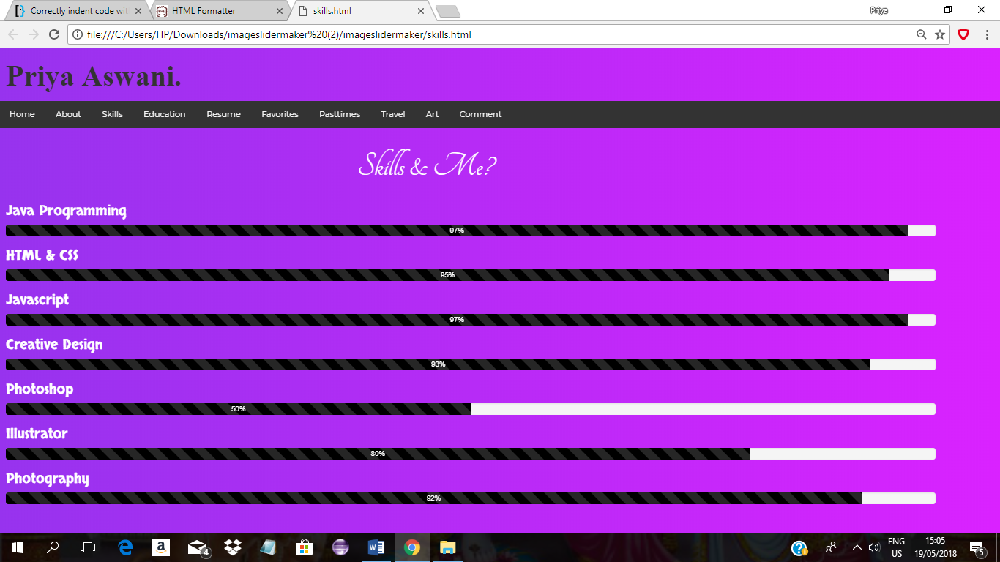 Correctly indent code wit
HTML Formatter
skills.html
Priya
file:///C:/Users/HP/Downloads/imageslidermaker%20(2)/imageslidermaker/skills.html
Priya Aswani.
Home About Skills Education Resume Favorites Pasttimes Travel Art Comment
Skills & Me?
Java Programming
97%
HTML & CSS
95%
Javascript
97%
Creative Design
93%
Photoshop
50%
Illustrator
80%
Photography
92%
4
ENG 15:05
US 19/05/2018
5